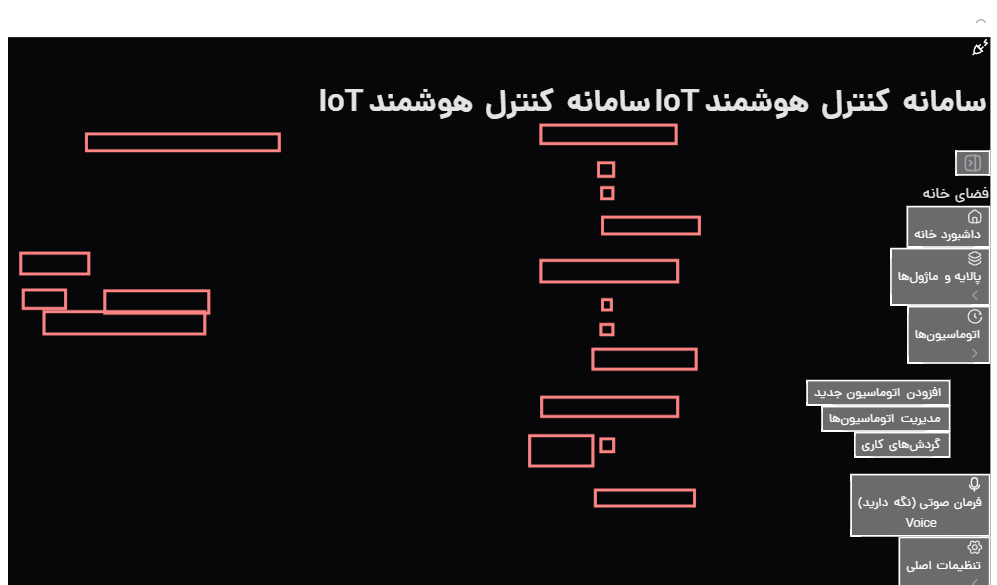 سامانه کنترل هوشمند IoT سامانه کنترل هوشمند IoT
فضای خانه
داشبورد خانه
پالایه و ماژول‌ها
اتوماسیون‌ها
افزودن اتوماسیون جدید
مدیریت اتوماسیون‌ها
گردش‌های کاری
فرمان صوتی (نگه دارید)
Voice
تنظیمات اصلی